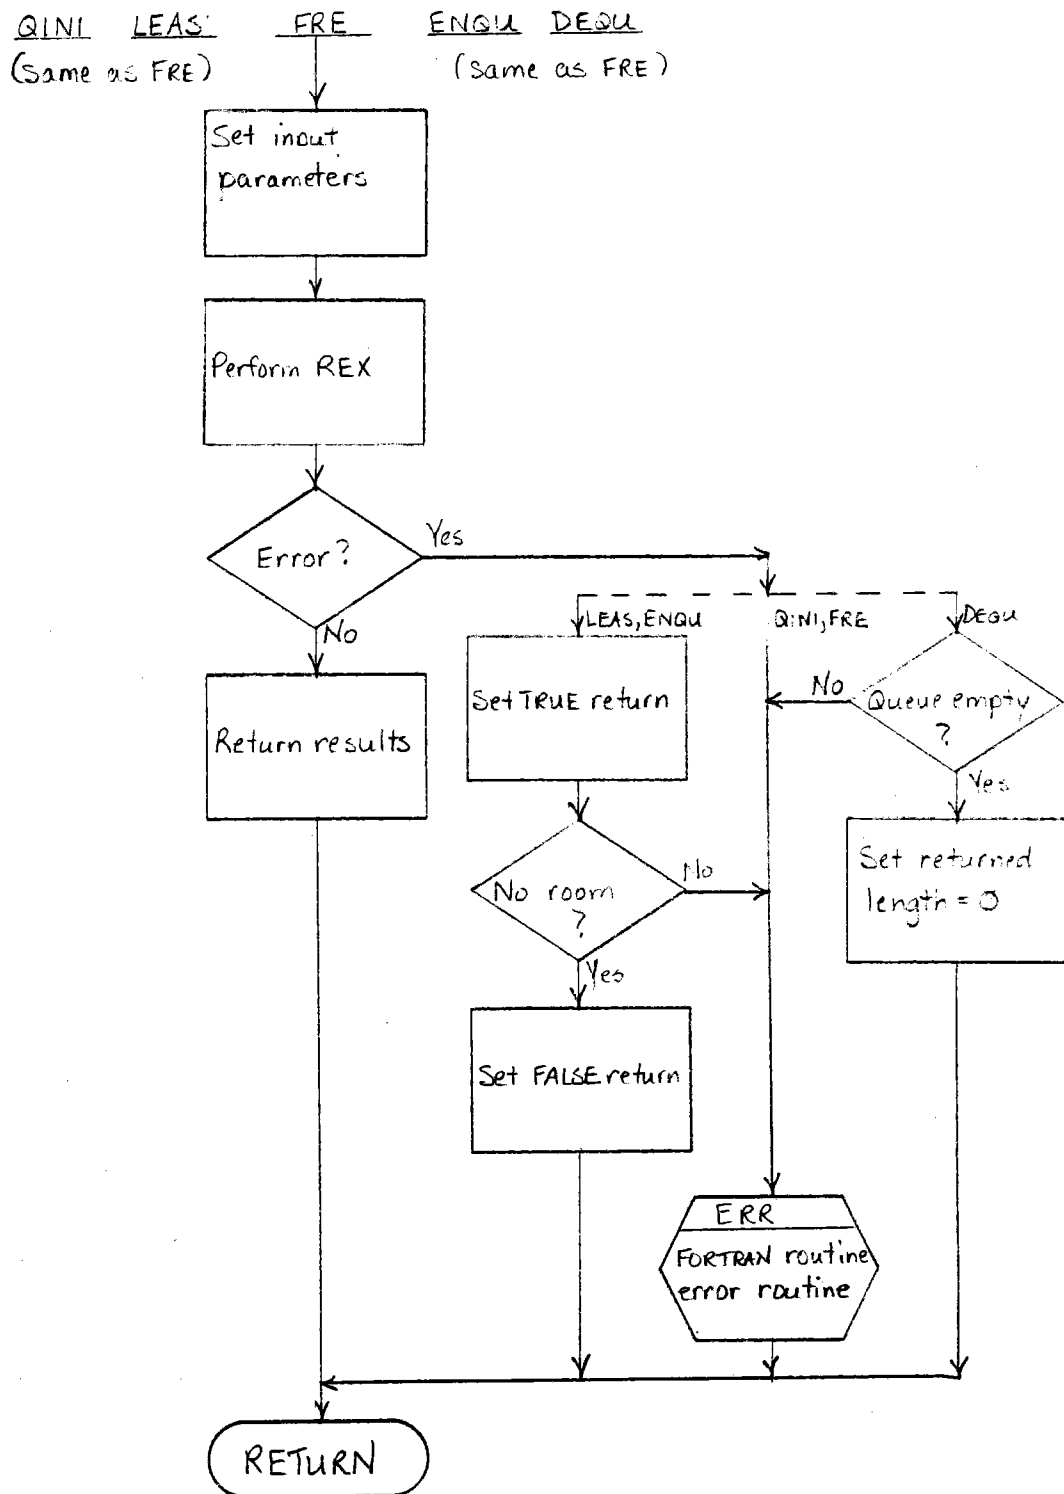 QINI LEAS FRE ENQU DEQU
(Same as FRE) (Same as FRE)
Set input
parameters
Perform REX
Error?
Yes
No
LEAS, ENQU QINI, FRE DEQU
Set TRUE return
No
Queue empty
?
Return results
Yes
Set returned
length = 0
No room
?
No
Yes
Set FALSE return
ERR
FORTRAN routine
error routine
RETURN